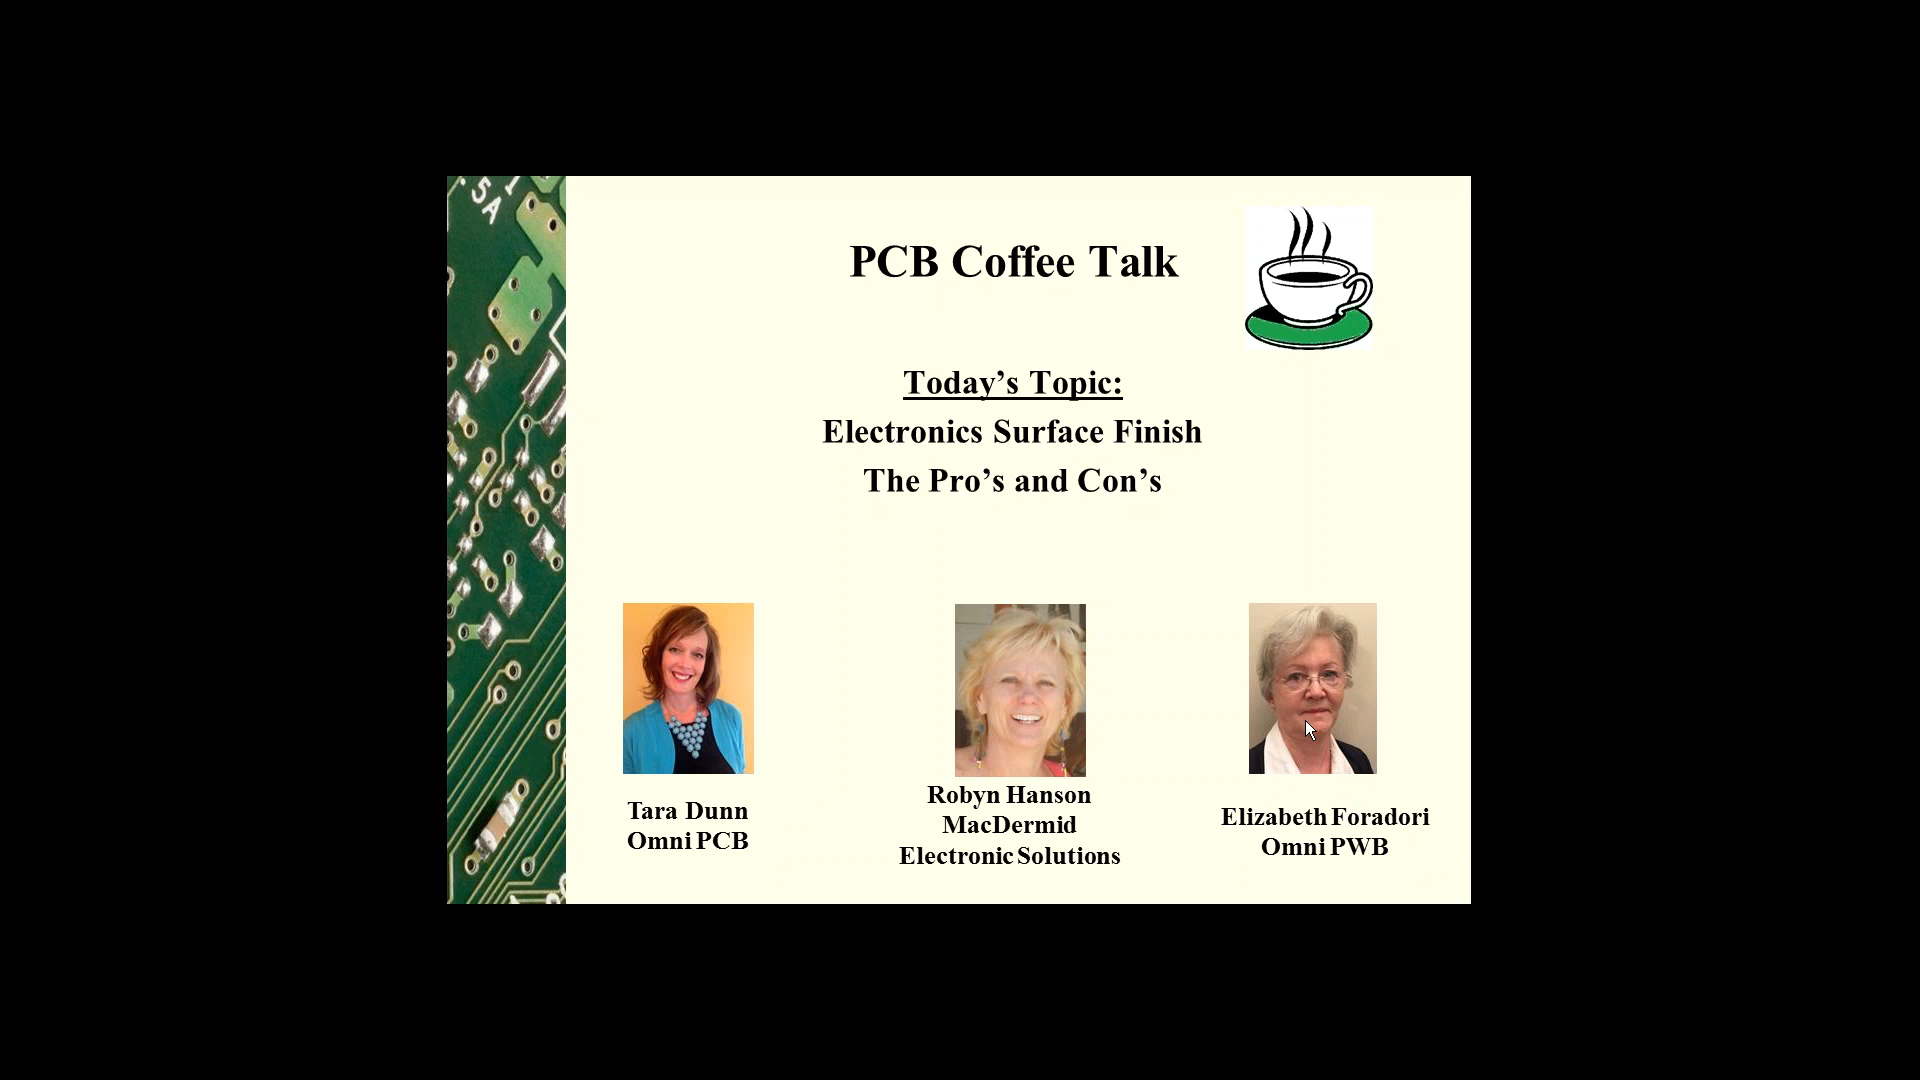 5A
PCB Coffee Talk
Today’s Topic:
Electronics Surface Finish
The Pro’s and Con’s
Tara Dunn
Omni PCB
Robyn Hanson
MacDermid
Electronic Solutions
Elizabeth Foradori
Omni PWB